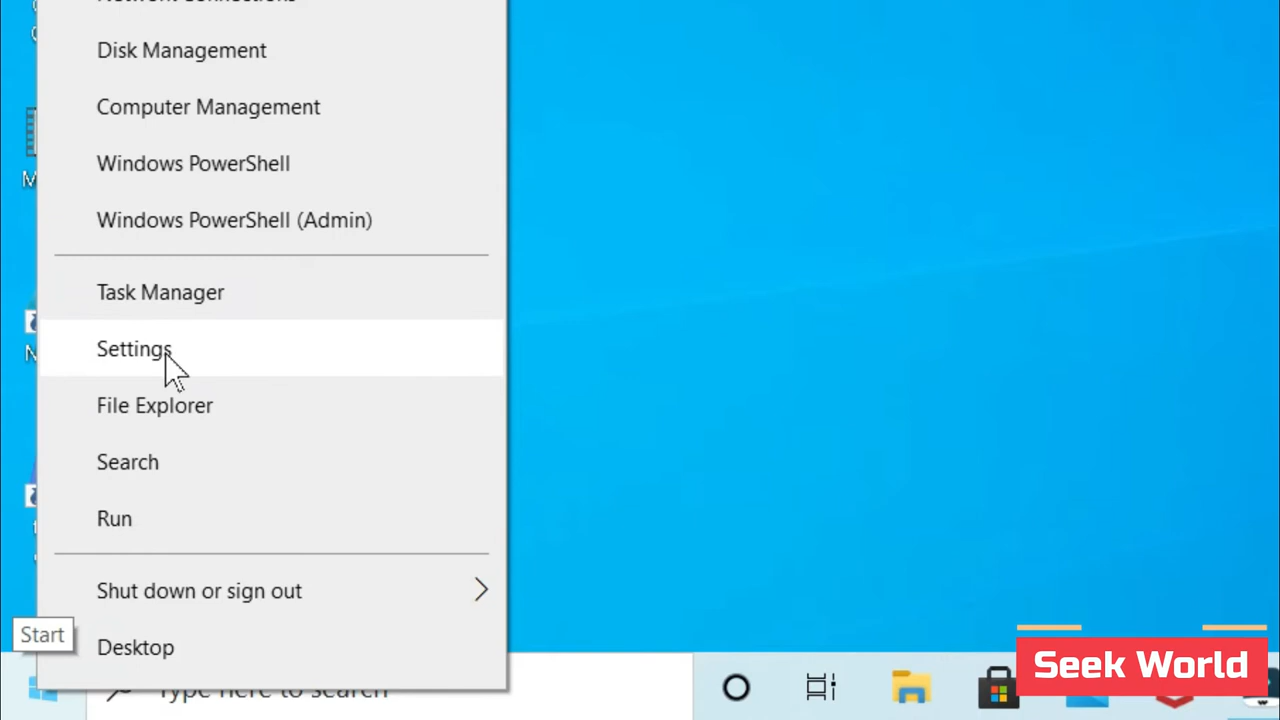 Network Connections
Disk Management
Computer Management
Windows PowerShell
Windows PowerShell (Admin)
Task Manager
Settings
File Explorer
Search
Run
Shut down or sign out
Start
Desktop
Type here to search
Seek World